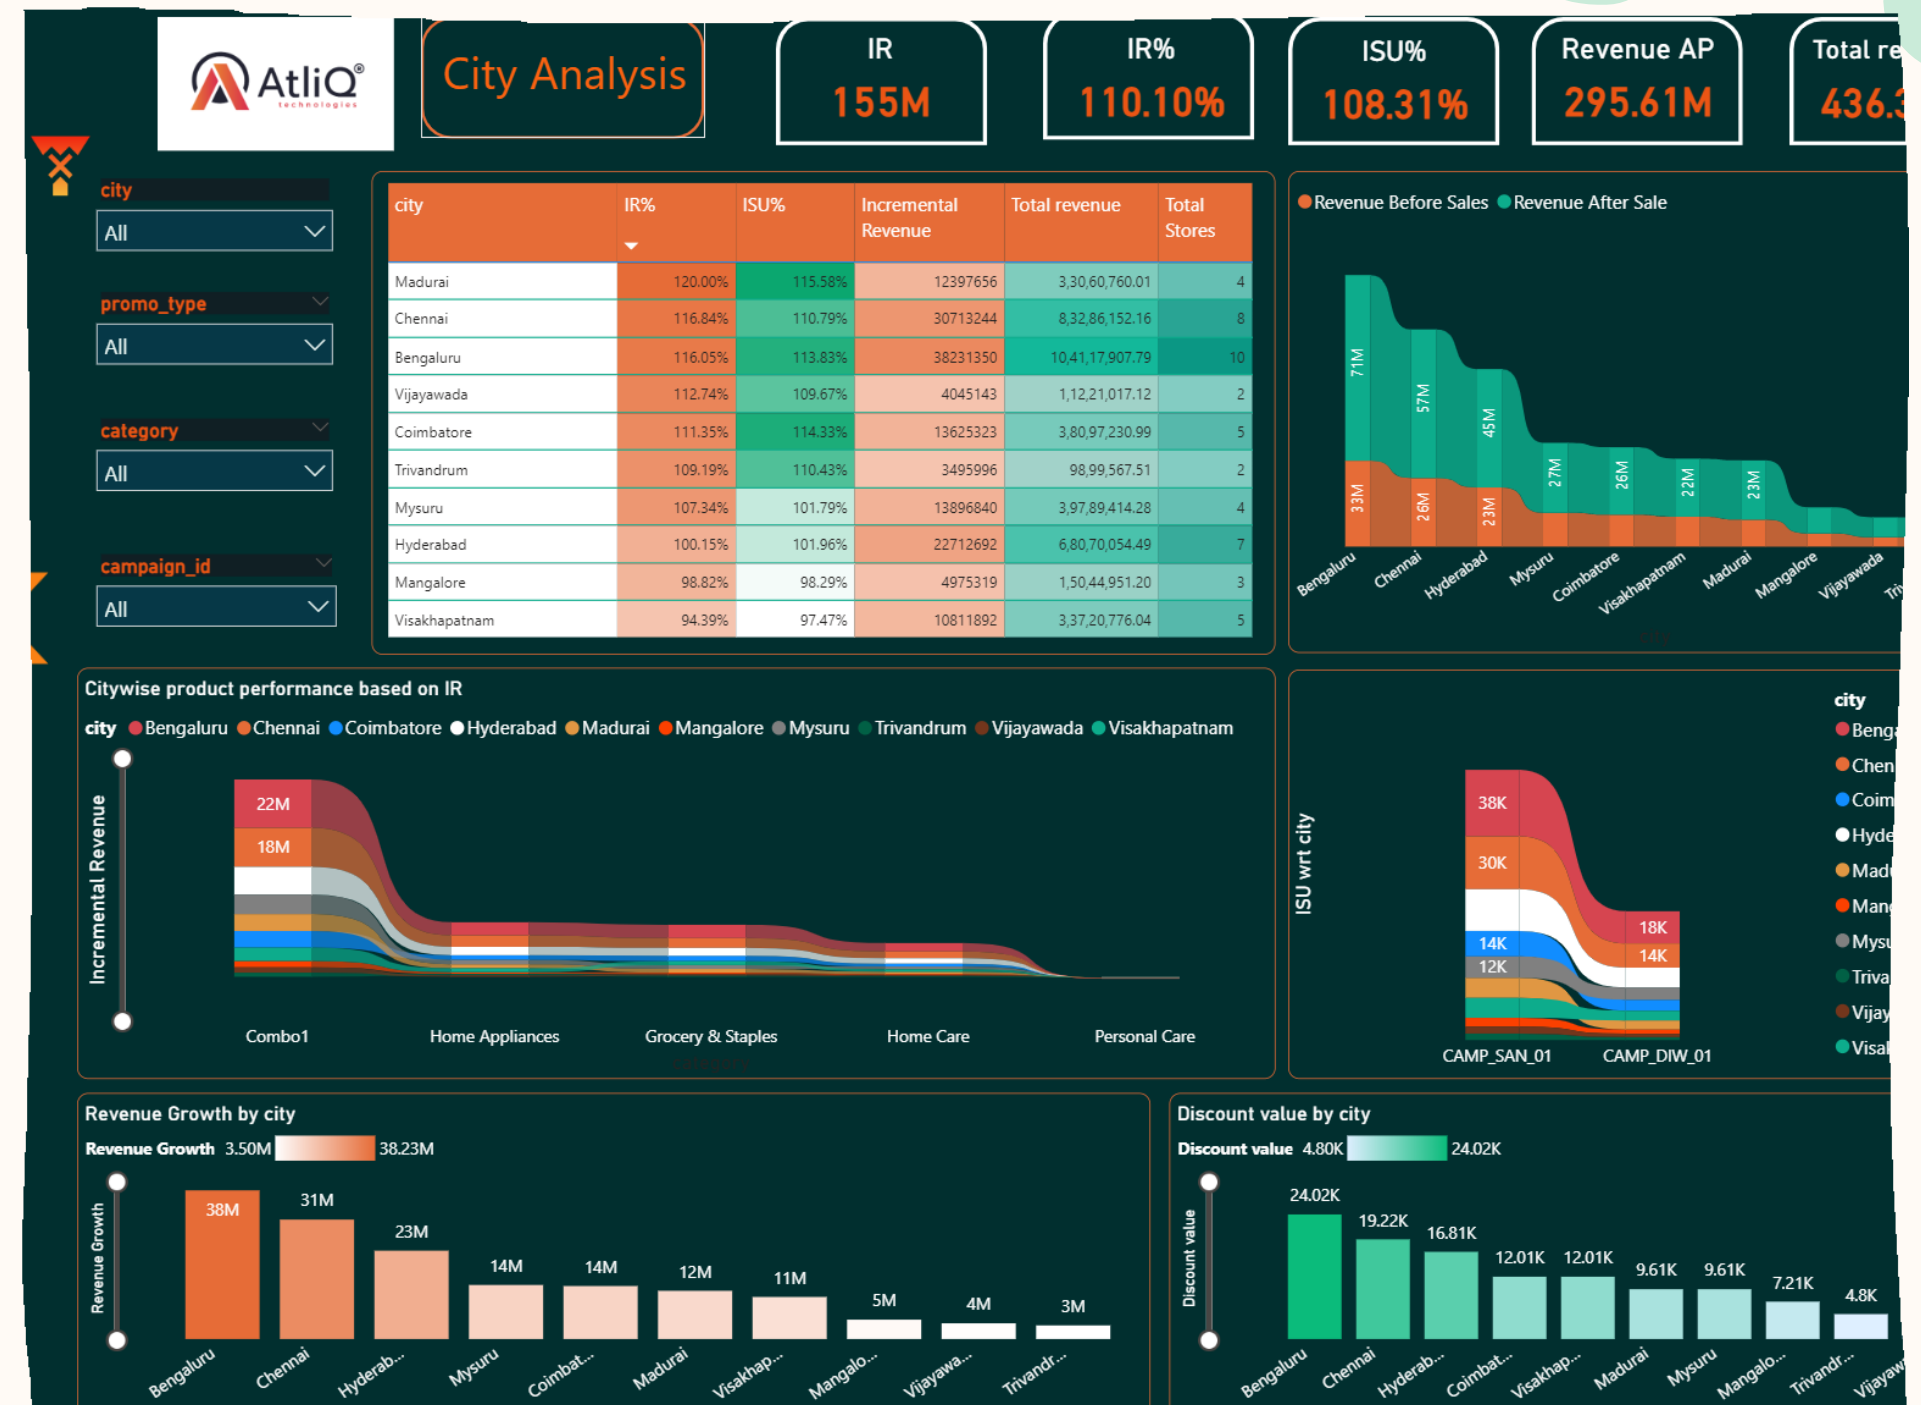 AtliQ®
technologies
City Analysis
IR
155M
IR%
110.10%
ISU%
108.31%
Revenue AP
295.61M
Total re
436.3
city
All
promo_type
All
category
All
campaign_id
All
city IR% ISU% Incremental Revenue Total revenue Total Stores
Madurai 120.00% 115.58% 12397656 3,30,60,760.01 4
Chennai 116.84% 110.79% 30713244 8,32,86,152.16 8
Bengaluru 116.05% 113.83% 38231350 10,41,17,907.79 10
Vijayawada 112.74% 109.67% 4045143 1,12,21,017.12 2
Coimbatore 111.35% 114.33% 13625323 3,80,97,230.99 5
Trivandrum 109.19% 110.43% 3495996 98,99,567.51 2
Mysuru 107.34% 101.79% 13896840 3,97,89,414.28 4
Hyderabad 100.15% 101.96% 22712692 6,80,70,054.49 7
Mangalore 98.82% 98.29% 4975319 1,50,44,951.20 3
Visakhapatnam 94.39% 97.47% 10811892 3,37,20,776.04 5
Revenue Before Sales Revenue After Sale
71M 57M 45M 27M 26M 22M 23M
33M 26M 23M
Bengaluru Chennai Hyderabad Mysuru Coimbatore Visakhapatnam Madurai Mangalore Vijayawada Triv
Citywise product performance based on IR
city Bengaluru Chennai Coimbatore Hyderabad Madurai Mangalore Mysuru Trivandrum Vijayawada Visakhapatnam
Incremental Revenue
22M
18M
Combo1 Home Appliances Grocery & Staples Home Care Personal Care
ISU wrt city
38K
30K
14K
12K
18K
14K
CAMP_SAN_01 CAMP_DIW_01
city
Benga
Chen
Coim
Hyde
Madu
Mang
Mysu
Triva
Vijay
Visak
Revenue Growth by city
Revenue Growth 3.50M 38.23M
Revenue Growth
38M 31M 23M 14M 14M 12M 11M 5M 4M 3M
Bengaluru Chennai Hyderab... Mysuru Coimbat... Madurai Visakhap... Mangalo... Vijayawa... Trivandr...
Discount value by city
Discount value 4.80K 24.02K
Discount value
24.02K 19.22K 16.81K 12.01K 12.01K 9.61K 9.61K 7.21K 4.8K
Bengaluru Chennai Hyderab... Coimbat... Visakhap... Madurai Mysuru Mangalo... Trivandr... Vijayaw